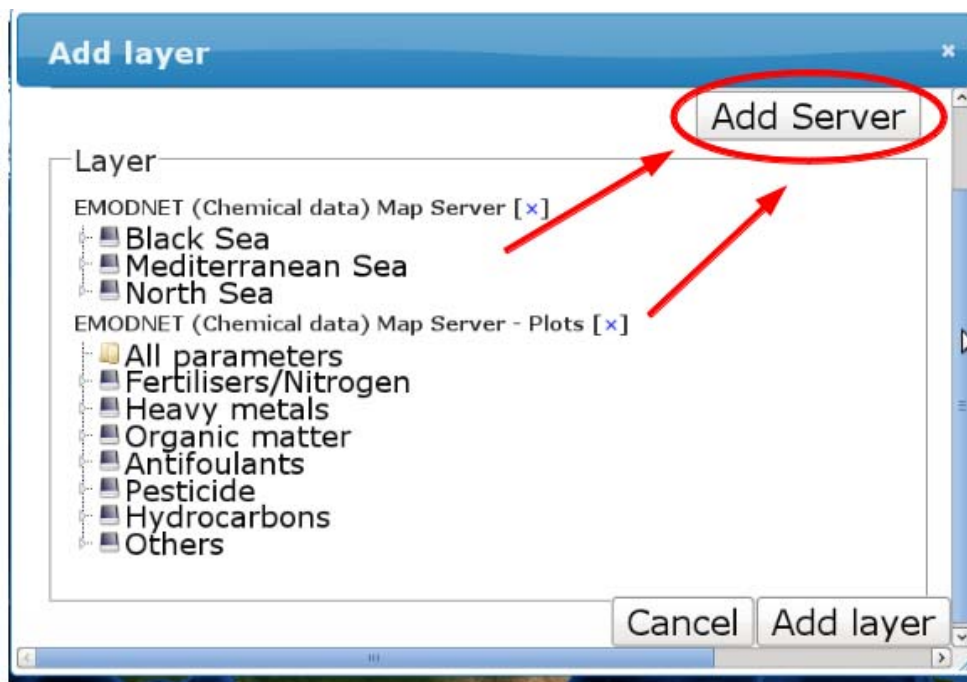 Add layer
Add Server
Layer
EMODNET (Chemical data) Map Server [×]
Black Sea
Mediterranean Sea
North Sea
EMODNET (Chemical data) Map Server - Plots [×]
All parameters
Fertilisers/Nitrogen
Heavy metals
Organic matter
Antifoulants
Pesticide
Hydrocarbons
Others
Cancel Add layer